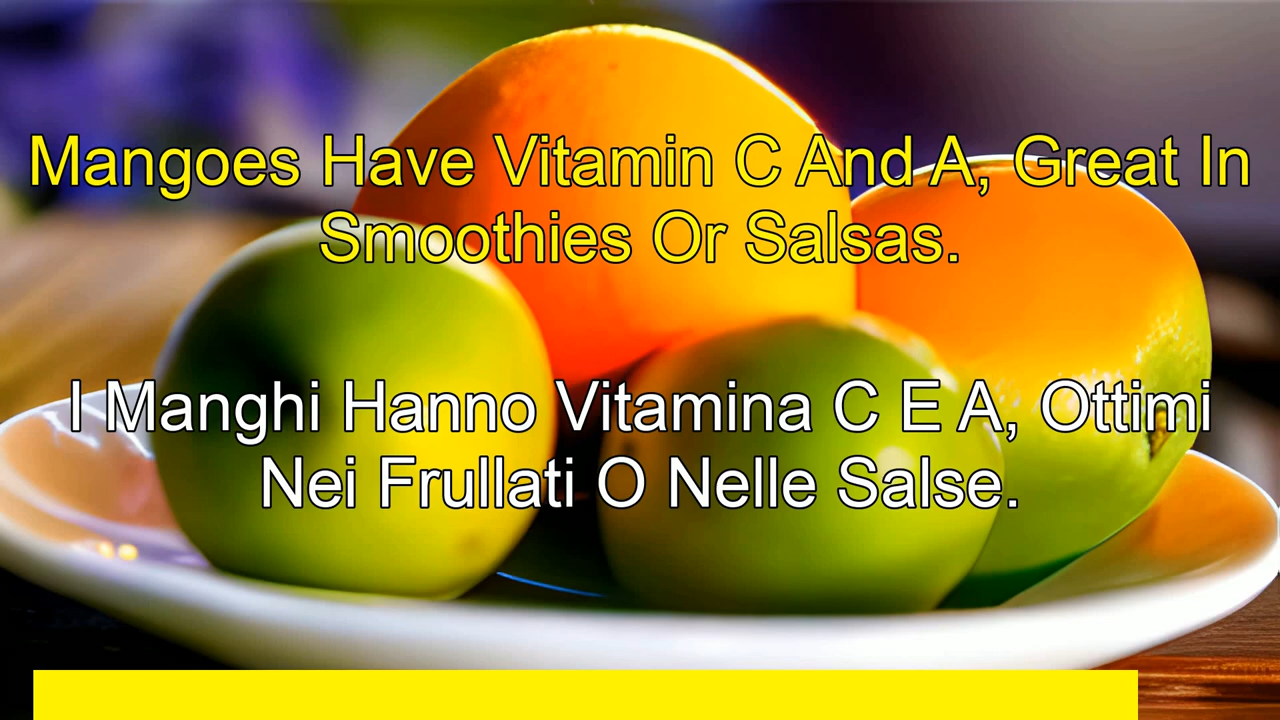 Mangoes Have Vitamin C And A, Great In
Smoothies Or Salsas.
I Manghi Hanno Vitamina C E A, Ottimi
Nei Frullati O Nelle Salse.